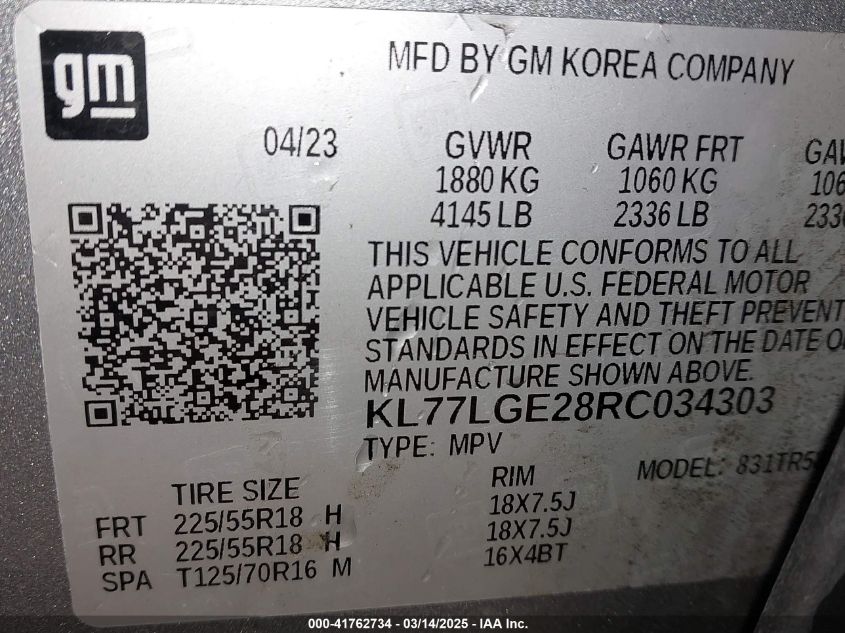 gm
MFD BY GM KOREA COMPANY
04/23 GVWR GAWR FRT
1880 KG 1060 KG
4145 LB 2336 LB
THIS VEHICLE CONFORMS TO ALL
APPLICABLE U.S. FEDERAL MOTOR
VEHICLE SAFETY AND THEFT PREVENT
STANDARDS IN EFFECT ON THE DATE
MANUFACTURE SHOWN ABOVE.
KL77LGE28RC034303
TYPE: MPV MODEL: 831TR5
TIRE SIZE RIM
FRT 225/55R18 H 18X7.5J
RR 225/55R18 H 18X7.5J
SPA T125/70R16 M 16X4BT
000-41762734 - 03/14/2025 - IAA Inc.